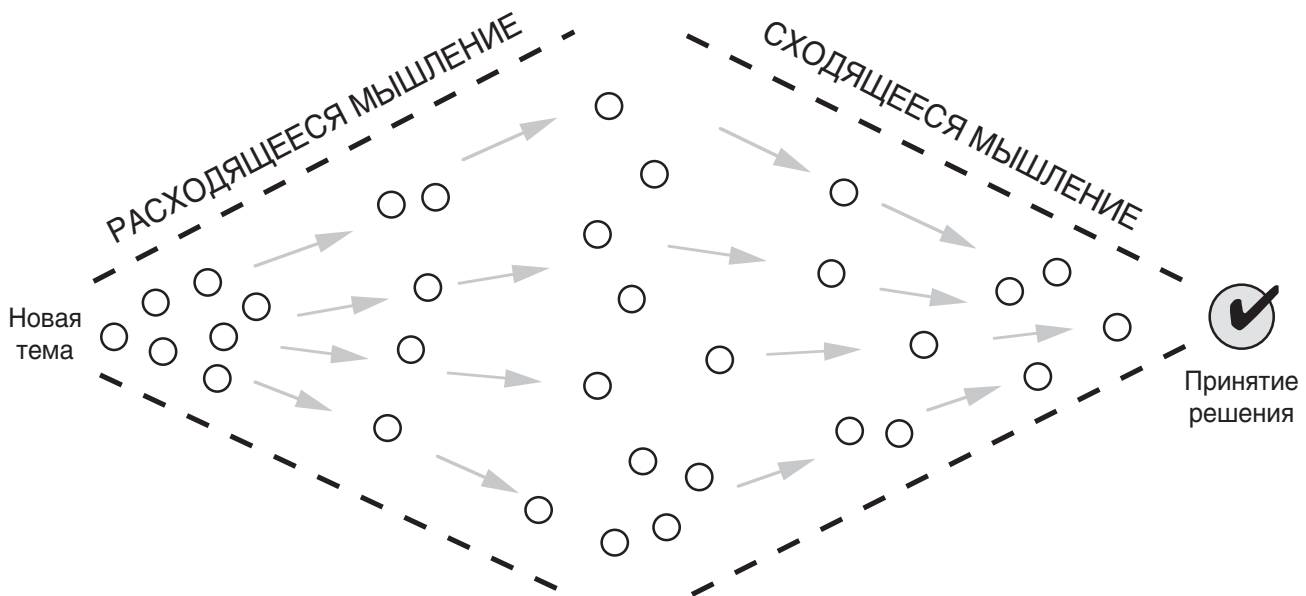 РАСХОДЯЩЕЕСЯ МЫШЛЕНИЕ
СХОДЯЩЕЕСЯ МЫШЛЕНИЕ
Новая
тема
Принятие
решения